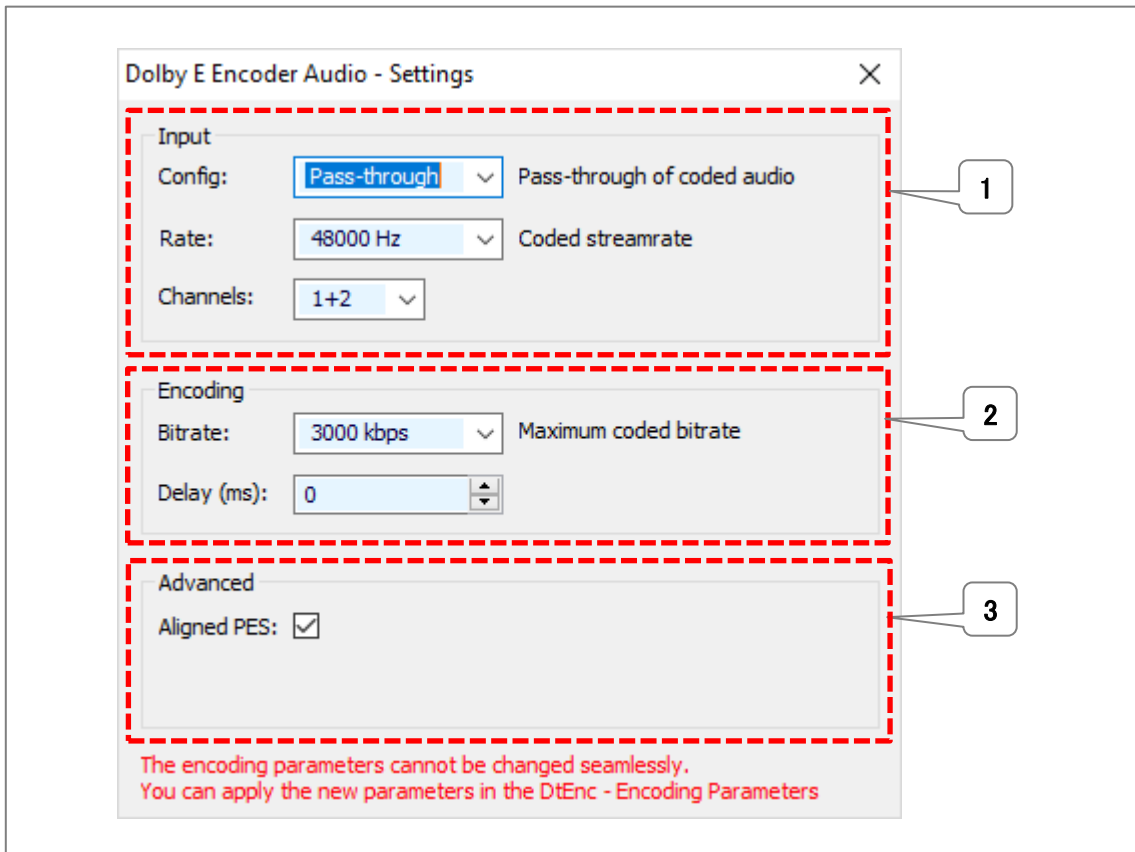 Dolby E Encoder Audio - Settings
Input
Config: Pass-through Pass-through of coded audio
1
Rate: 48000 Hz Coded streamrate
Channels: 1+2
Encoding
2
Bitrate: 3000 kbps Maximum coded bitrate
Delay (ms): 0
Advanced
3
Aligned PES:
The encoding parameters cannot be changed seamlessly.
You can apply the new parameters in the DtEnc - Encoding Parameters